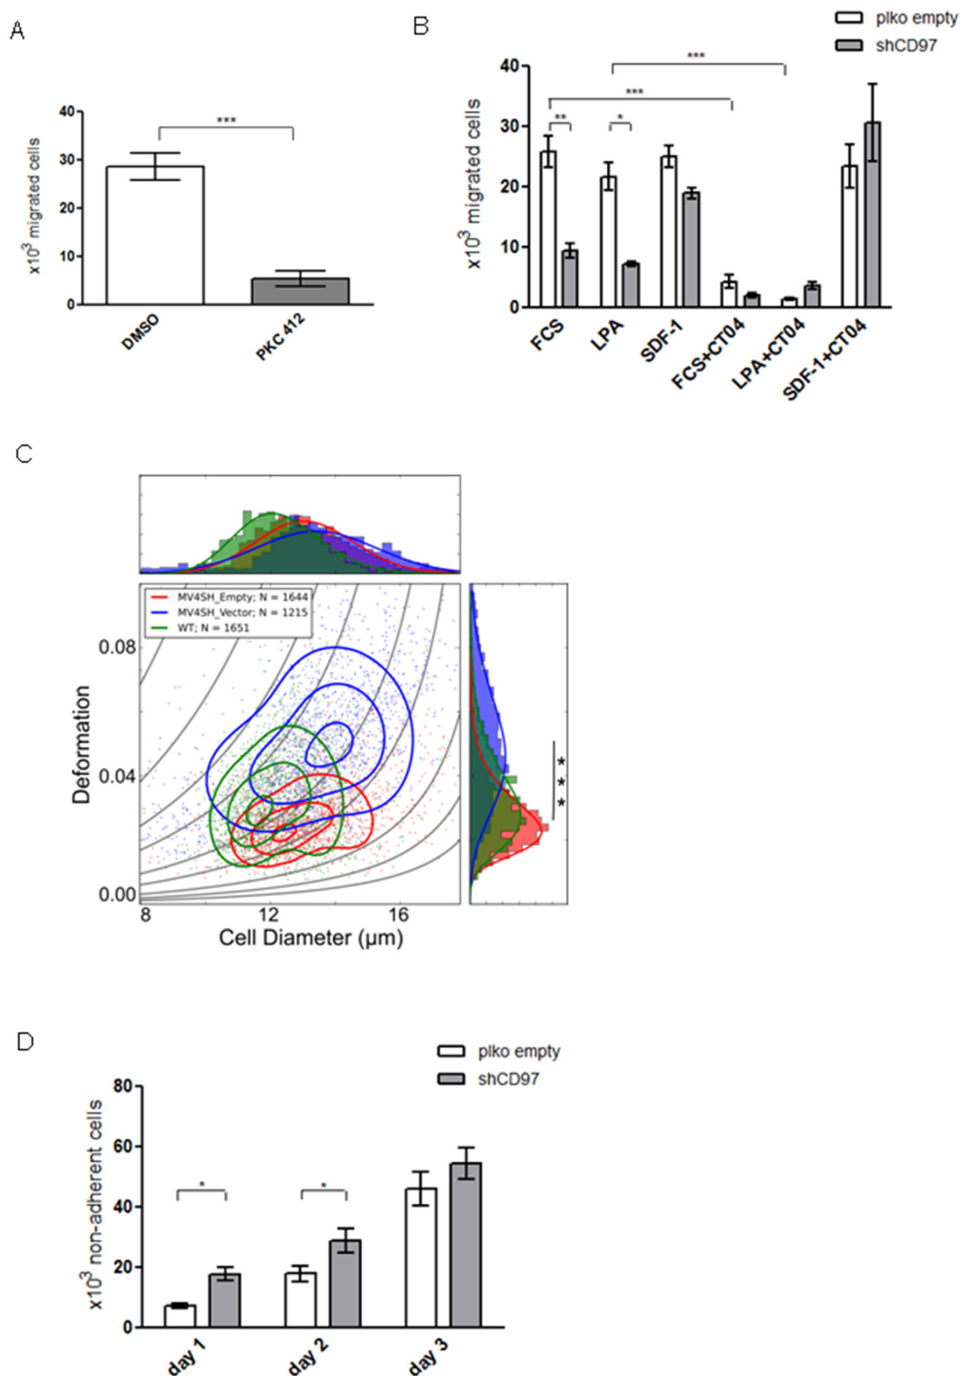 A
B
plko empty
shCD97
40
30
20
10
0
x10³ migrated cells
***
DMSO
PKC 412
40
30
20
10
0
x10³ migrated cells
***
***
**
*
FCS
LPA
SDF-1
FCS+CT04
LPA+CT04
SDF-1+CT04
C
MV4SH_Empty; N = 1644
MV4SH_Vector; N = 1215
WT; N = 1651
0.08
0.04
0.00
Deformation
8
12
16
Cell Diameter (µm)
***
D
plko empty
shCD97
80
60
40
20
0
x10³ non-adherent cells
*
*
day 1
day 2
day 3